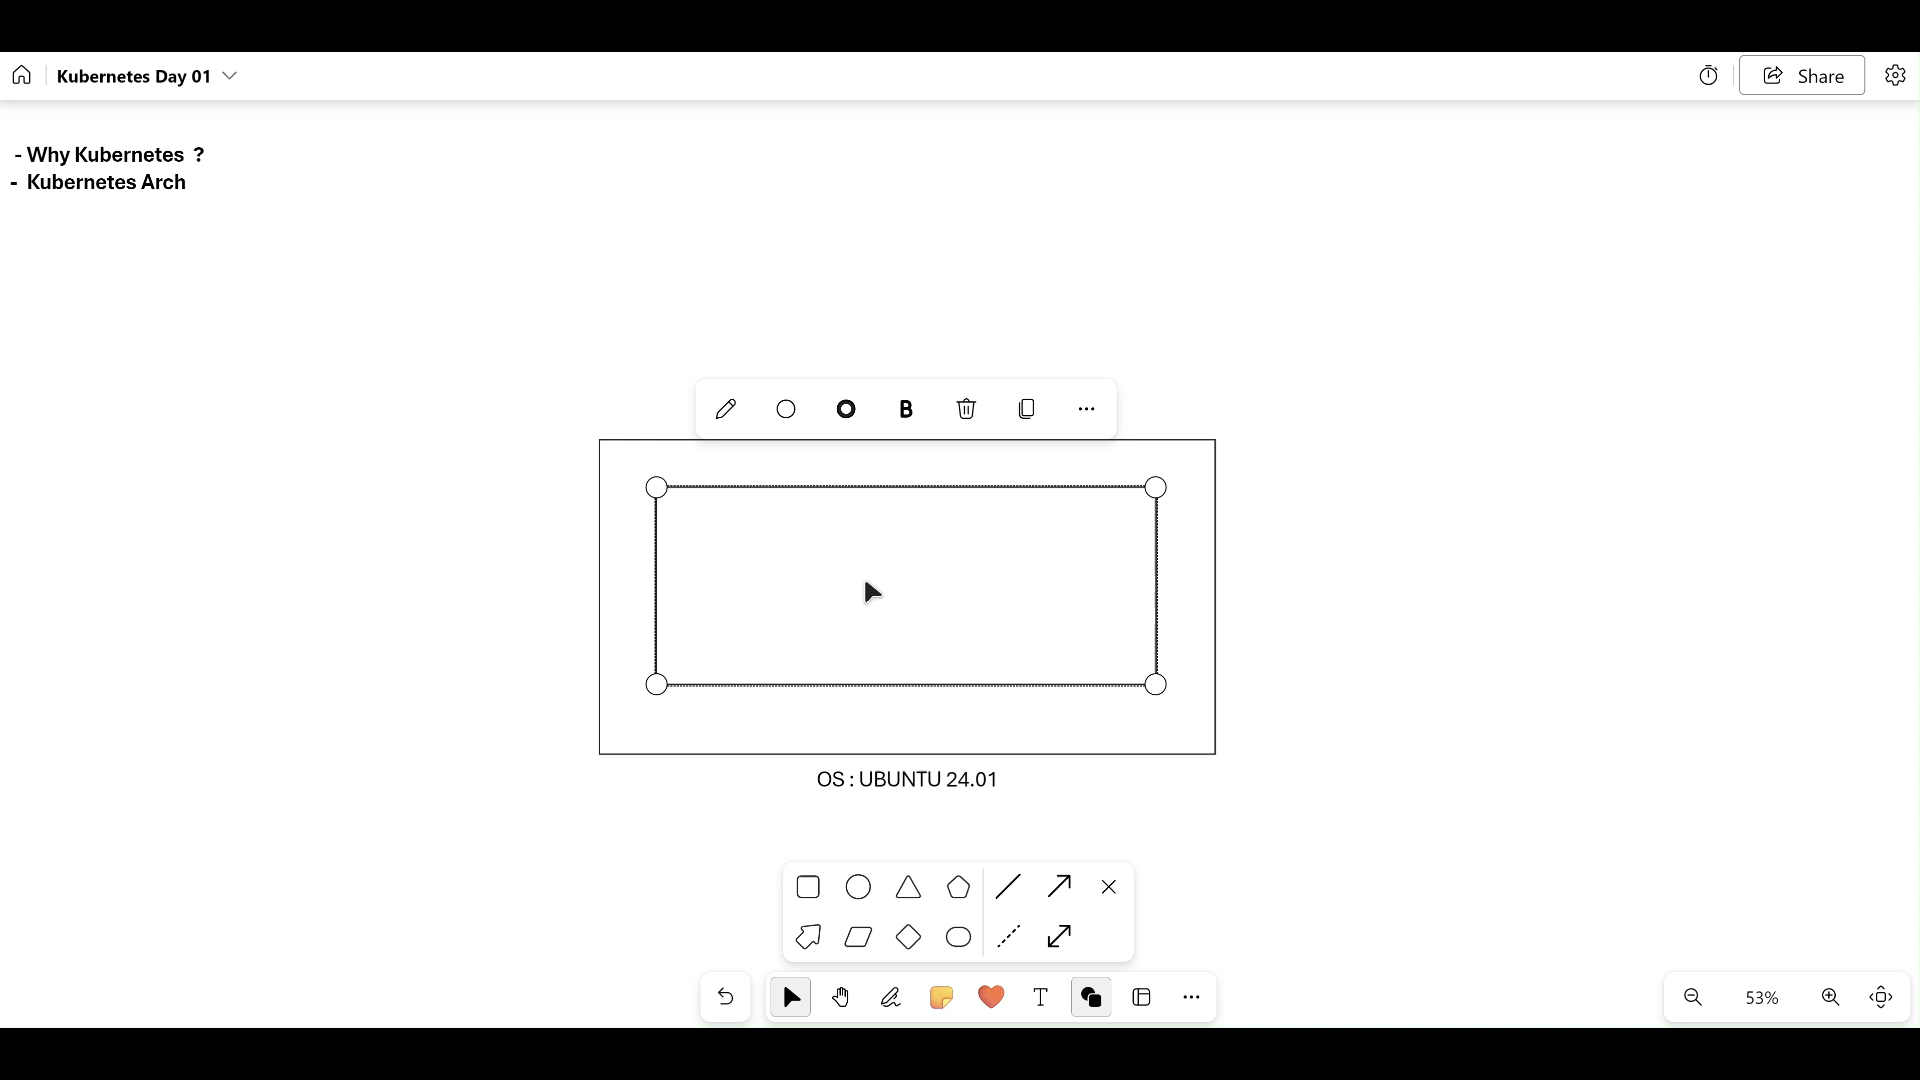 Kubernetes Day 01
Share
- Why Kubernetes ?
- Kubernetes Arch
B
OS : UBUNTU 24.01
T
53%